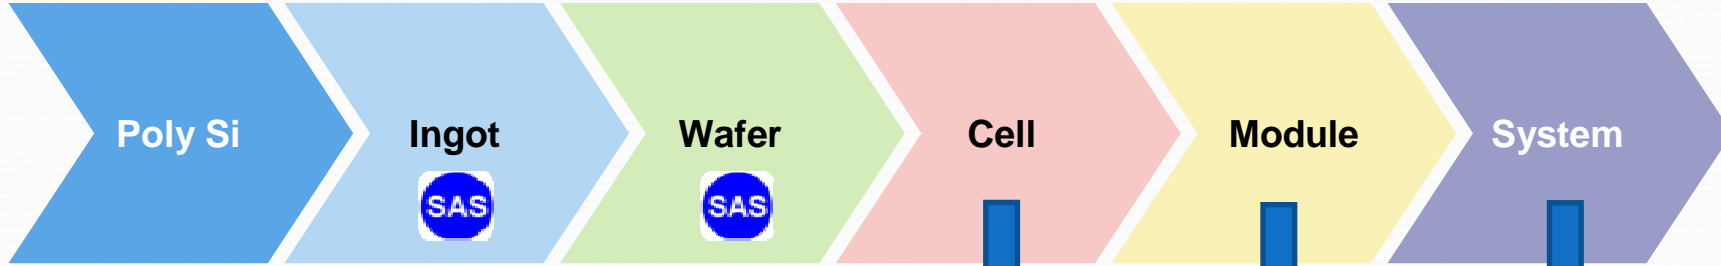 Poly Si
Ingot
Wafer
Cell
Module
System
SAS
SAS